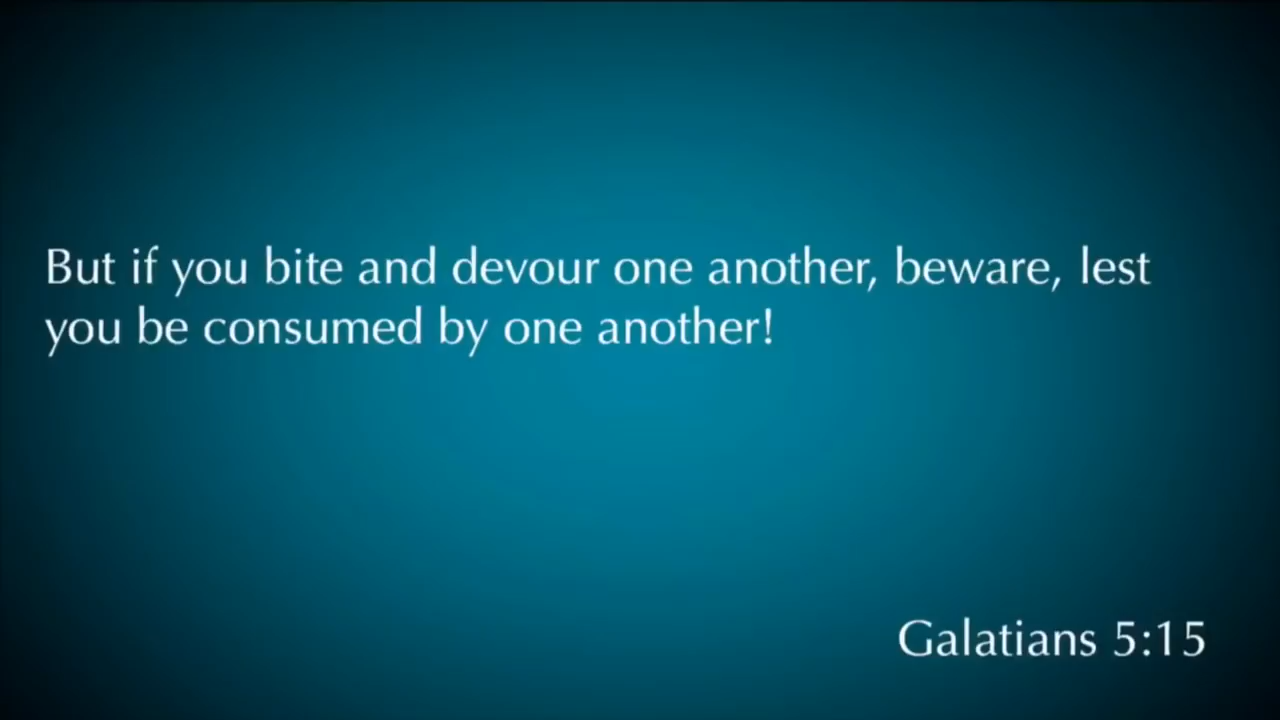 But if you bite and devour one another, beware, lest
you be consumed by one another!
Galatians 5:15